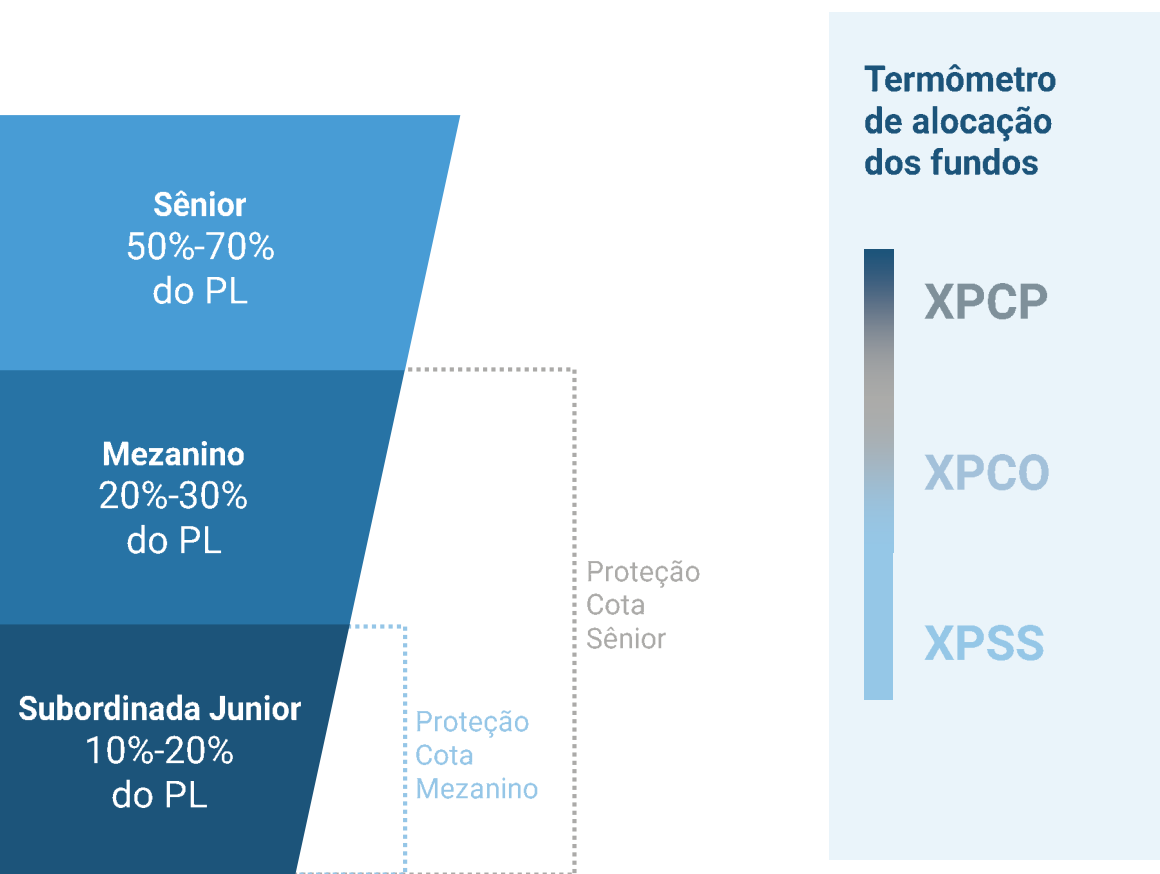 Sênior
50%-70%
do PL
Mezanino
20%-30%
do PL
Subordinada Junior
10%-20%
do PL
Proteção
Cota
Mezanino
Proteção
Cota
Sênior
Termômetro
de alocação
dos fundos
XPCP
XPCO
XPSS